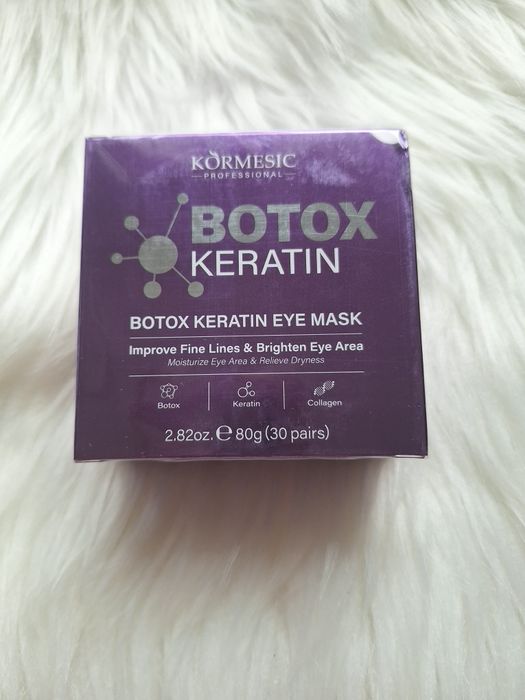 KÖRMESIC
PROFESSIONAL
BOTOX
KERATIN
BOTOX KERATIN EYE MASK
Improve Fine Lines & Brighten Eye Area
Moisturize Eye Area & Relieve Dryness
Botox
Keratin
Collagen
2.82oz. ℮ 80g (30 pairs)